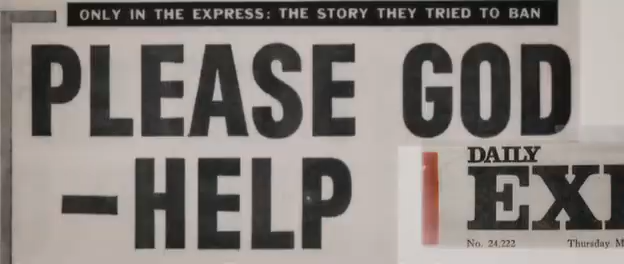 ONLY IN THE EXPRESS: THE STORY THEY TRIED TO BAN
PLEASE GOD
—HELP
DAILY
No. 24,222 Thursday